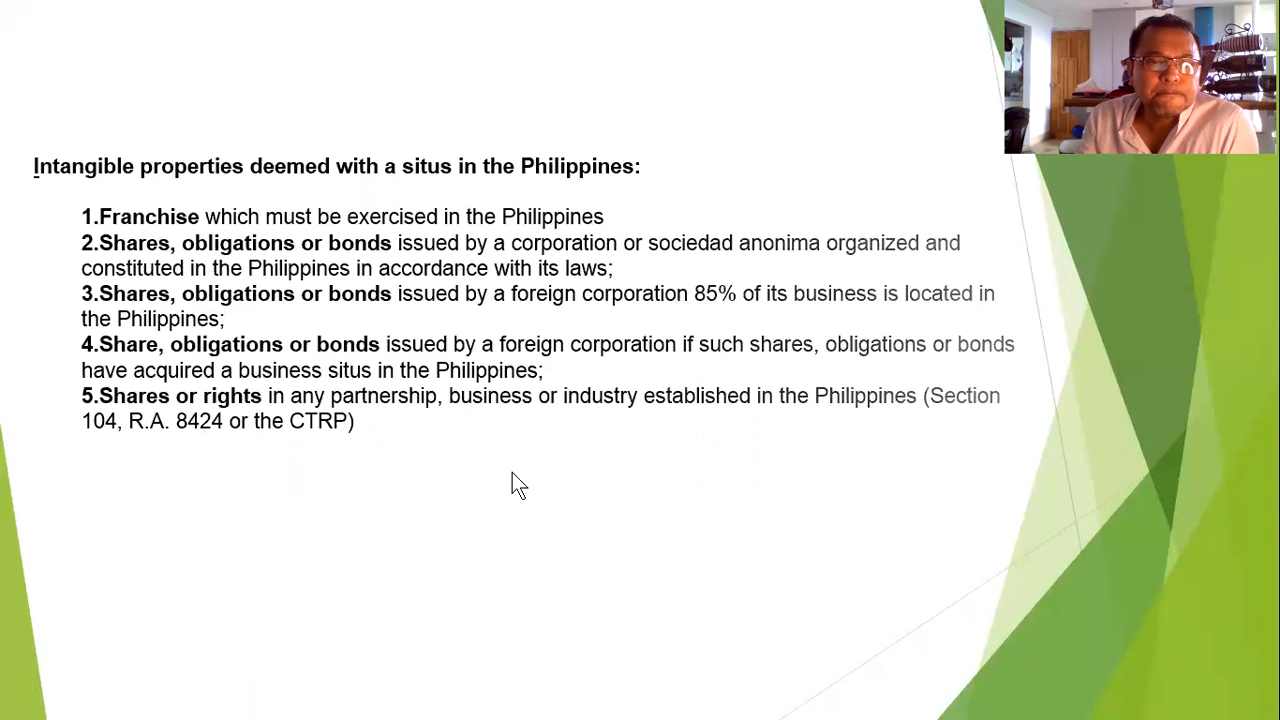 Intangible properties deemed with a situs in the Philippines:
1.Franchise which must be exercised in the Philippines
2.Shares, obligations or bonds issued by a corporation or sociedad anonima organized and
constituted in the Philippines in accordance with its laws;
3.Shares, obligations or bonds issued by a foreign corporation 85% of its business is located in
the Philippines;
4.Share, obligations or bonds issued by a foreign corporation if such shares, obligations or bonds
have acquired a business situs in the Philippines;
5.Shares or rights in any partnership, business or industry established in the Philippines (Section
104, R.A. 8424 or the CTRP)